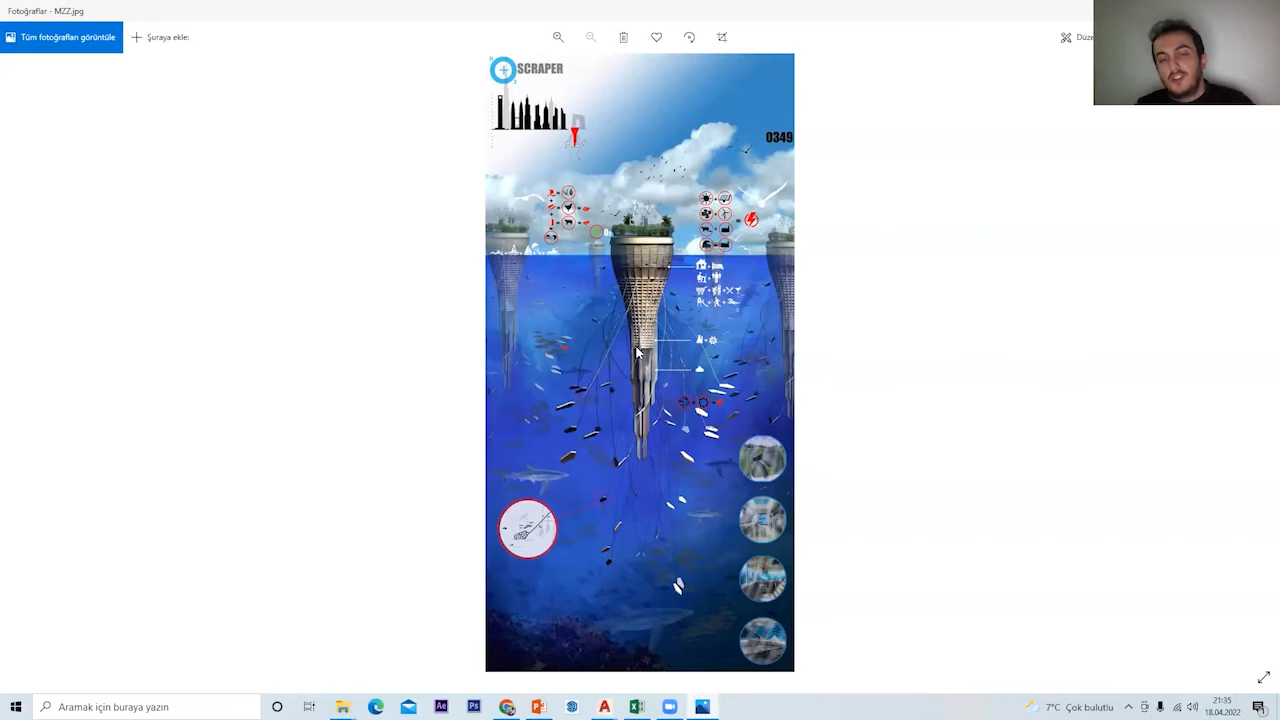 Fotoğraflar - MZZ.jpg
Tüm fotoğrafları görüntüle
Şuraya ekle:
Düze
SCRAPER
0349
Aramak için buraya yazın
7°C Çok bulutlu
21:35
18.04.2022